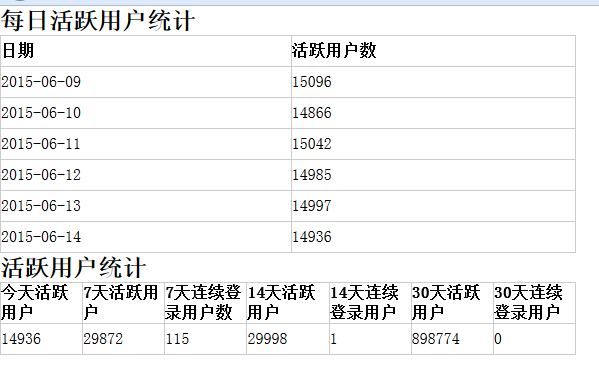 每日活跃用户统计
日期 活跃用户数
2015-06-09 15096
2015-06-10 14866
2015-06-11 15042
2015-06-12 14985
2015-06-13 14997
2015-06-14 14936
活跃用户统计
今天活跃用户 7天活跃用户 7天连续登录用户数 14天活跃用户 14天连续登录用户 30天活跃用户 30天连续登录用户
14936 29872 115 29998 1 898774 0